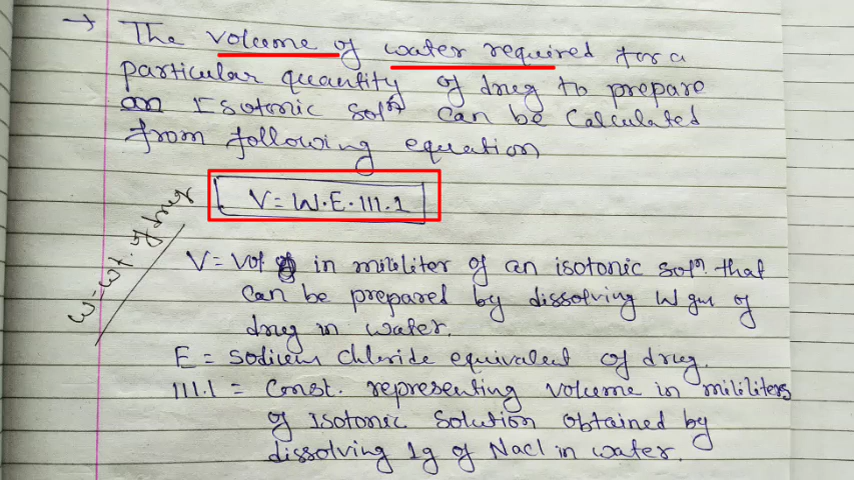 → The volume of water required for a
particular quantity of drug to prepare
an Isotonic solⁿ can be calculated
from following equation
V = W.E.111.1
W = wt. of drug
V = Vol. of in mililiter of an isotonic solⁿ. that
can be prepared by dissolving W gm of
drug in water.
E = sodium chloride equivalent of drug.
111.1 = Const. representing volume in mililiters
of Isotonic solution obtained by
dissolving 1g of Nacl in water.